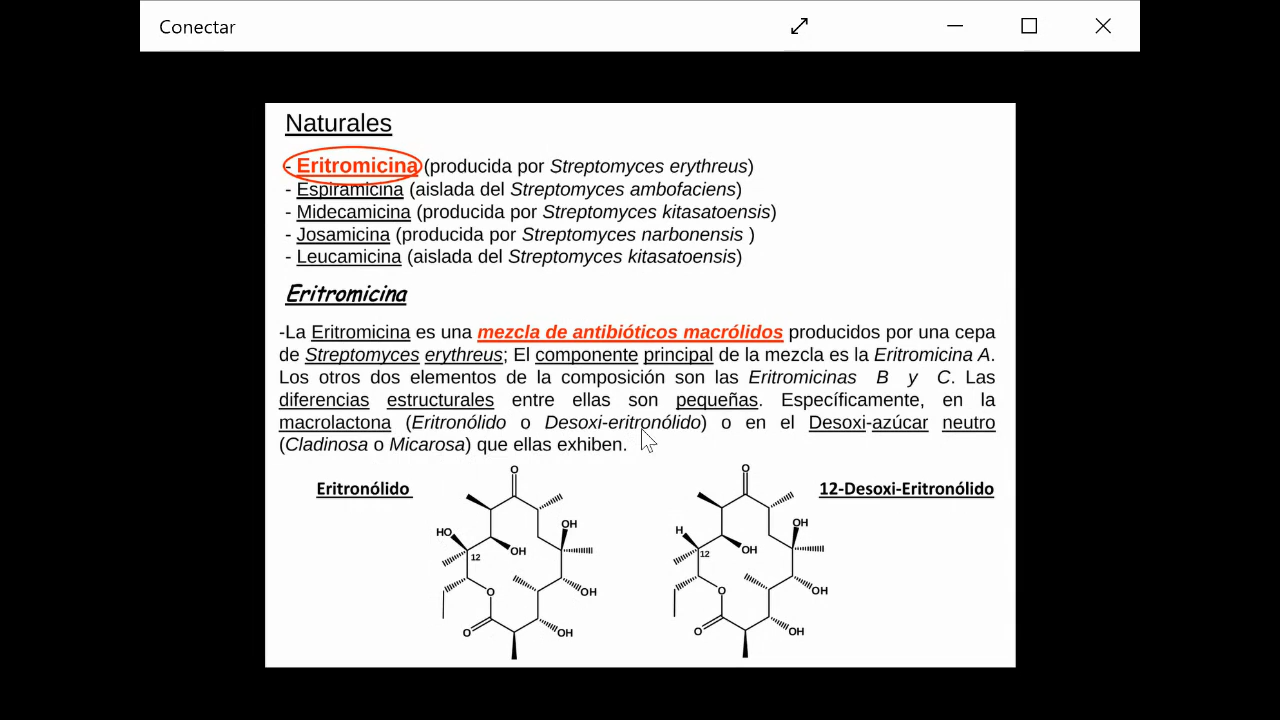 Conectar
Naturales
- Eritromicina (producida por Streptomyces erythreus)
- Espiramicina (aislada del Streptomyces ambofaciens)
- Midecamicina (producida por Streptomyces kitasatoensis)
- Josamicina (producida por Streptomyces narbonensis )
- Leucamicina (aislada del Streptomyces kitasatoensis)
Eritromicina
-La Eritromicina es una mezcla de antibióticos macrólidos producidos por una cepa
de Streptomyces erythreus; El componente principal de la mezcla es la Eritromicina A.
Los otros dos elementos de la composición son las Eritromicinas B y C. Las
diferencias estructurales entre ellas son pequeñas. Específicamente, en la
macrolactona (Eritronólido o Desoxi-eritronólido) o en el Desoxi-azúcar neutro
(Cladinosa o Micarosa) que ellas exhiben.
Eritronólido
O
HO
OH
12
OH
O
OH
O
OH
12-Desoxi-Eritronólido
O
H
OH
12
OH
O
OH
O
OH